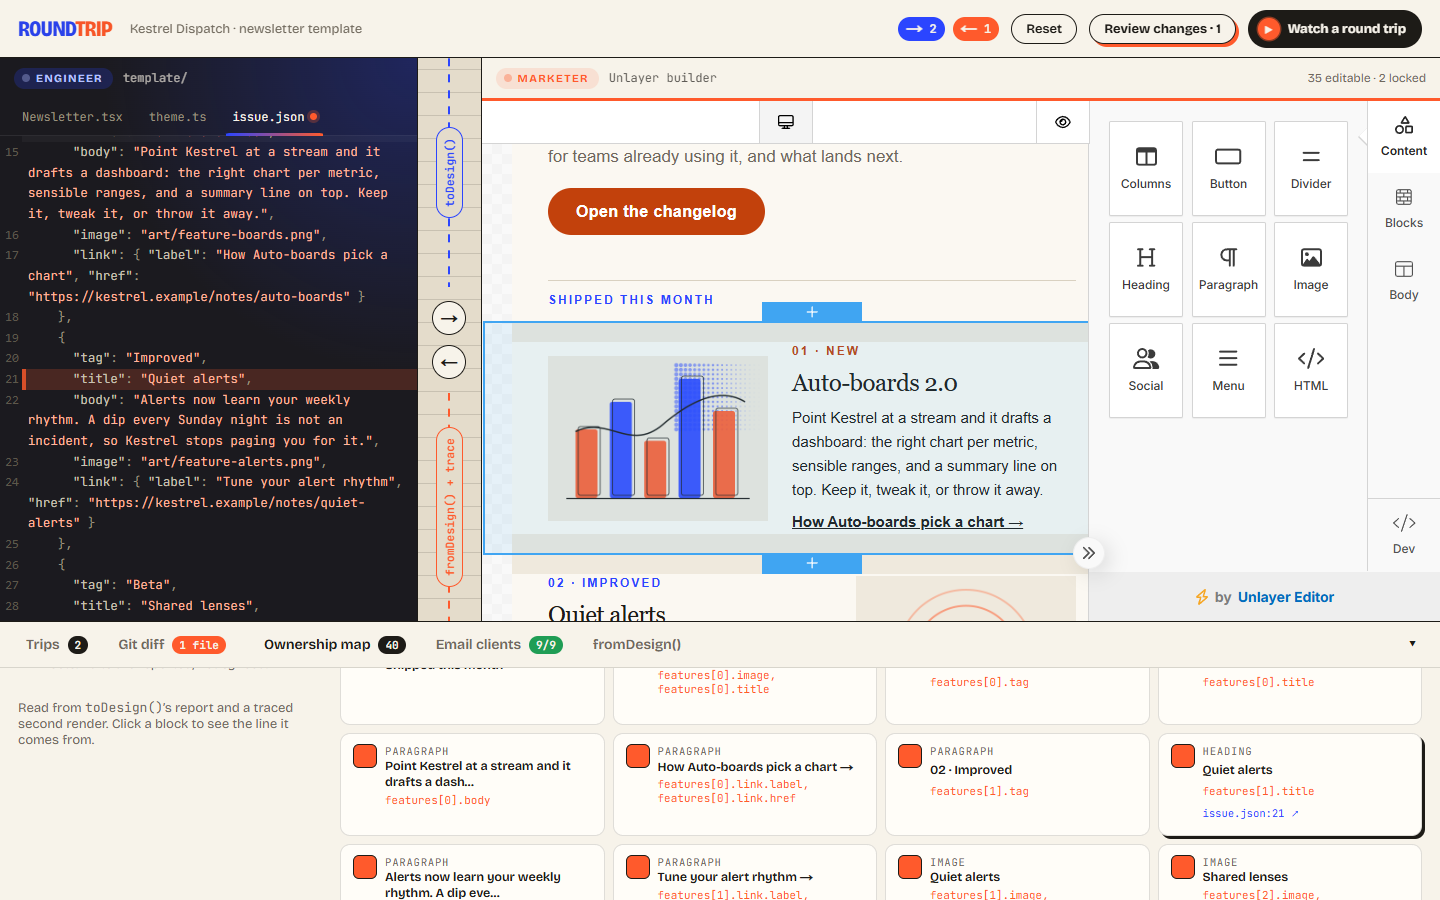 ROUNDTRIP
Kestrel Dispatch · newsletter template
→ 2
← 1
Reset
Review changes · 1
Watch a round trip
ENGINEER
template/
Newsletter.tsx
theme.ts
issue.json
15 "body": "Point Kestrel at a stream and it
drafts a dashboard: the right chart per metric,
sensible ranges, and a summary line on top. Keep
it, tweak it, or throw it away.",
16 "image": "art/feature-boards.png",
17 "link": { "label": "How Auto-boards pick a
chart", "href":
"https://kestrel.example/notes/auto-boards" }
18 },
19 {
20 "tag": "Improved",
21 "title": "Quiet alerts",
22 "body": "Alerts now learn your weekly
rhythm. A dip every Sunday night is not an
incident, so Kestrel stops paging you for it.",
23 "image": "art/feature-alerts.png",
24 "link": { "label": "Tune your alert rhythm",
"href": "https://kestrel.example/notes/quiet-
alerts" }
25 },
26 {
27 "tag": "Beta",
28 "title": "Shared lenses",
toDesign()
→
←
fromDesign() + trace
MARKETER
Unlayer builder
35 editable · 2 locked
for teams already using it, and what lands next.
Open the changelog
SHIPPED THIS MONTH
01 · NEW
Auto-boards 2.0
Point Kestrel at a stream and it drafts a
dashboard: the right chart per metric,
sensible ranges, and a summary line on
top. Keep it, tweak it, or throw it away.
How Auto-boards pick a chart →
02 · IMPROVED
Quiet alerts
Columns
Button
Divider
Heading
Paragraph
Image
Social
Menu
HTML
Content
Blocks
Body
Dev
by Unlayer Editor
Trips 2
Git diff 1 file
Ownership map 40
Email clients 9/9
fromDesign()
Read from toDesign()'s report and a traced
second render. Click a block to see the line it
comes from.
features[0].image,
features[0].title
features[0].tag
features[0].title
PARAGRAPH
Point Kestrel at a stream and it
drafts a dash...
features[0].body
PARAGRAPH
How Auto-boards pick a chart →
features[0].link.label,
features[0].link.href
PARAGRAPH
02 · Improved
features[1].tag
HEADING
Quiet alerts
features[1].title
issue.json:21 ↗
PARAGRAPH
Alerts now learn your weekly
rhythm. A dip eve...
PARAGRAPH
Tune your alert rhythm →
features[1].link.label,
IMAGE
Quiet alerts
features[1].image,
IMAGE
Shared lenses
features[2].image,